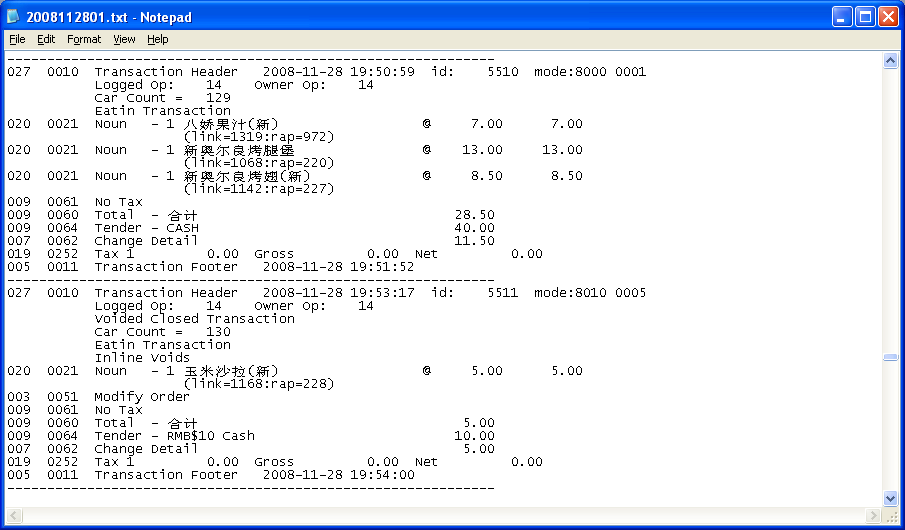 2008112801.txt - Notepad
File Edit Format View Help
--------------------------------------------------------------
027  0010  Transaction Header   2008-11-28 19:50:59  id:    5510  mode:8000 0001
           Logged Op:    14    Owner Op:    14
           Car Count =   129
           Eatin Transaction
020  0021  Noun   - 1 八娇果汁(新)                  @     7.00      7.00
                      (link=1319:rap=972)
020  0021  Noun   - 1 新奥尔良烤腿堡                @    13.00     13.00
                      (link=1068:rap=220)
020  0021  Noun   - 1 新奥尔良烤翅(新)              @     8.50      8.50
                      (link=1142:rap=227)
009  0061  No Tax
009  0060  Total  - 合计                                28.50
009  0064  Tender - CASH                                40.00
007  0062  Change Detail                                11.50
019  0252  Tax 1         0.00  Gross         0.00  Net         0.00
005  0011  Transaction Footer   2008-11-28 19:51:52
--------------------------------------------------------------
027  0010  Transaction Header   2008-11-28 19:53:17  id:    5511  mode:8010 0005
           Logged Op:    14    Owner Op:    14
           Voided Closed Transaction
           Car Count =   130
           Eatin Transaction
           Inline Voids
020  0021  Noun   - 1 玉米沙拉(新)                  @     5.00      5.00
                      (link=1168:rap=228)
003  0051  Modify Order
009  0061  No Tax
009  0060  Total  - 合计                                 5.00
009  0064  Tender - RMB$10 Cash                         10.00
007  0062  Change Detail                                 5.00
019  0252  Tax 1         0.00  Gross         0.00  Net         0.00
005  0011  Transaction Footer   2008-11-28 19:54:00
--------------------------------------------------------------